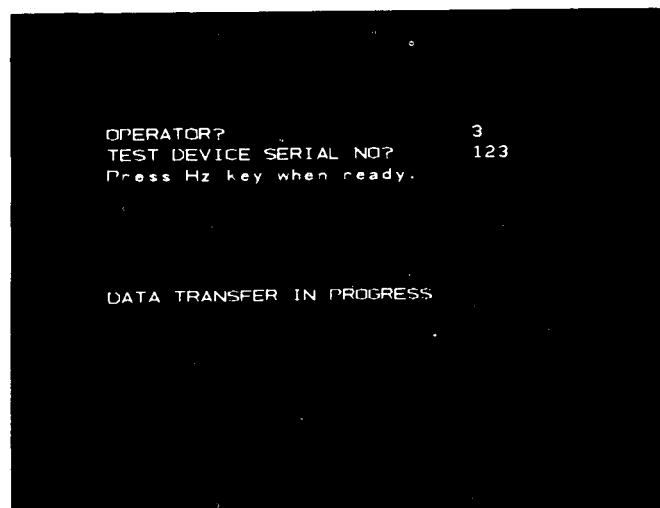 OPERATOR? 3
TEST DEVICE SERIAL NO? 123
Press Hz key when ready.
DATA TRANSFER IN PROGRESS